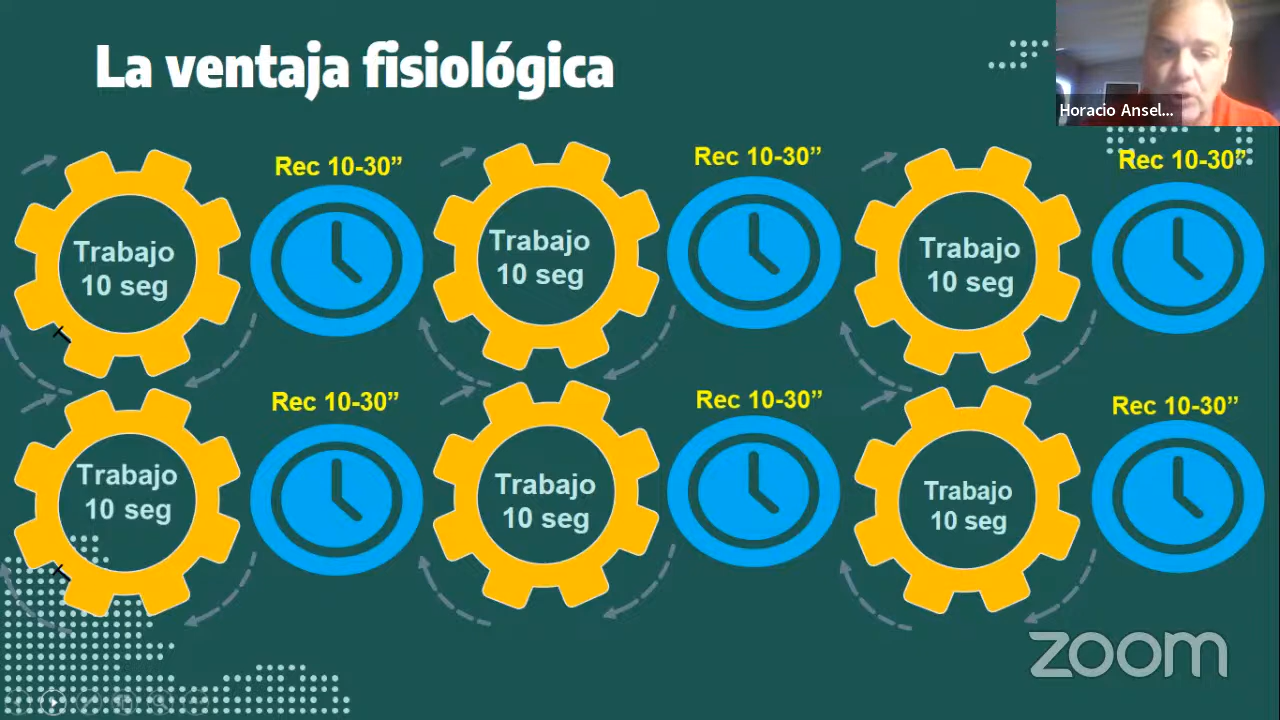 La ventaja fisiológica
Horacio Ansel...
Rec 10-30”
Rec 10-30”
Rec 10-30”
Trabajo
10 seg
Trabajo
10 seg
Trabajo
10 seg
Rec 10-30”
Rec 10-30”
Rec 10-30”
Trabajo
10 seg
Trabajo
10 seg
Trabajo
10 seg
zoom